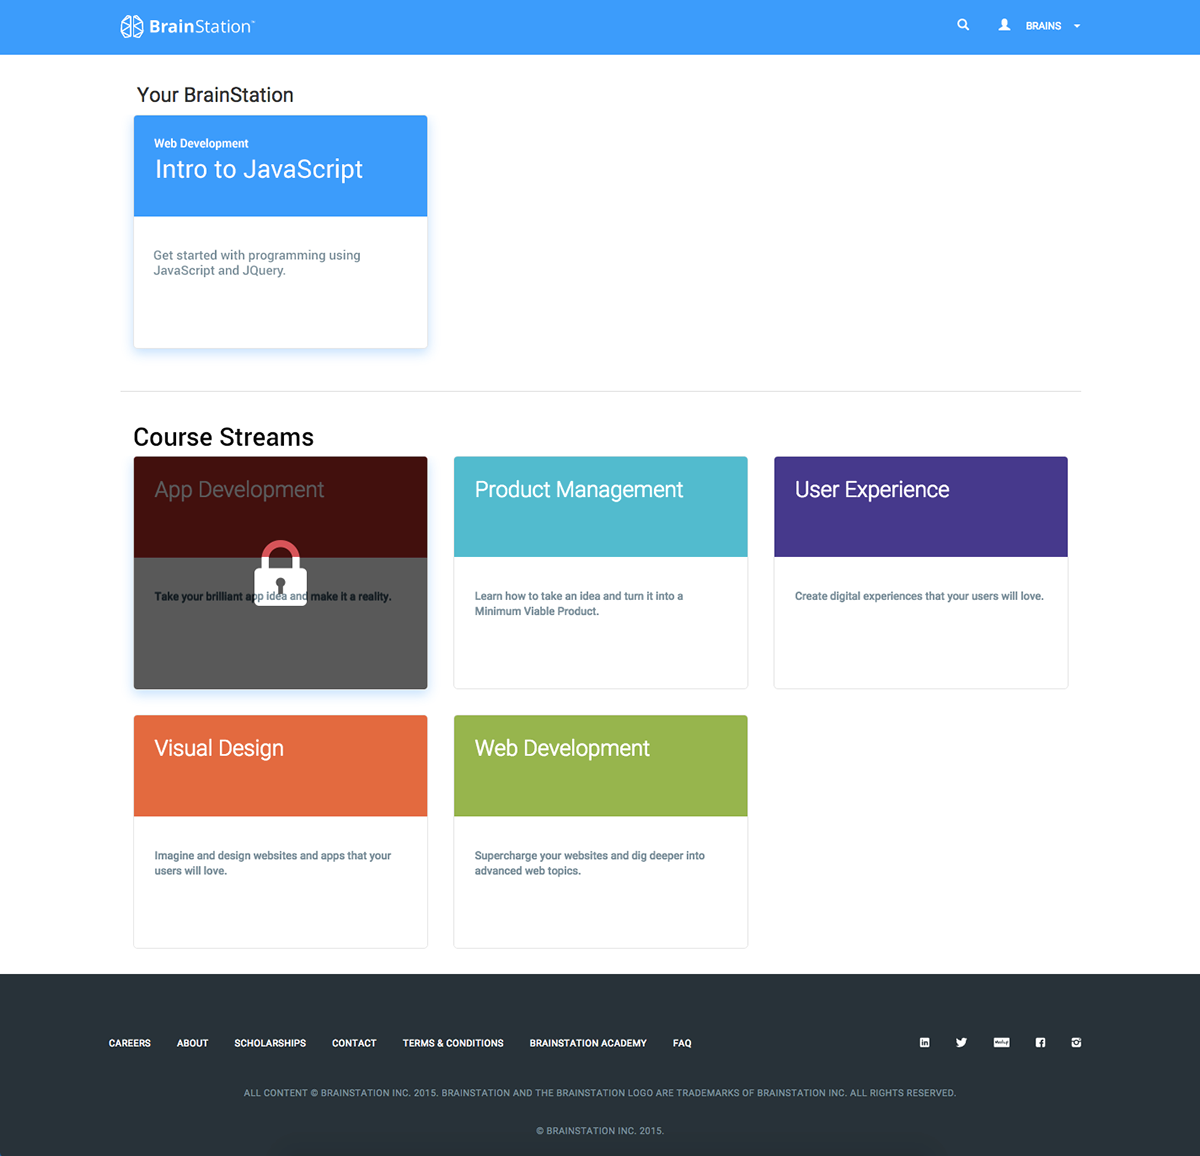 BrainStation™
BRAINS
Your BrainStation
Web Development
Intro to JavaScript
Get started with programming using
JavaScript and JQuery.
Course Streams
App Development
Take your brilliant app idea and make it a reality.
Product Management
Learn how to take an idea and turn it into a
Minimum Viable Product.
User Experience
Create digital experiences that your users will love.
Visual Design
Imagine and design websites and apps that your
users will love.
Web Development
Supercharge your websites and dig deeper into
advanced web topics.
CAREERS ABOUT SCHOLARSHIPS CONTACT TERMS & CONDITIONS BRAINSTATION ACADEMY FAQ
ALL CONTENT © BRAINSTATION INC. 2015. BRAINSTATION AND THE BRAINSTATION LOGO ARE TRADEMARKS OF BRAINSTATION INC. ALL RIGHTS RESERVED.
© BRAINSTATION INC. 2015.